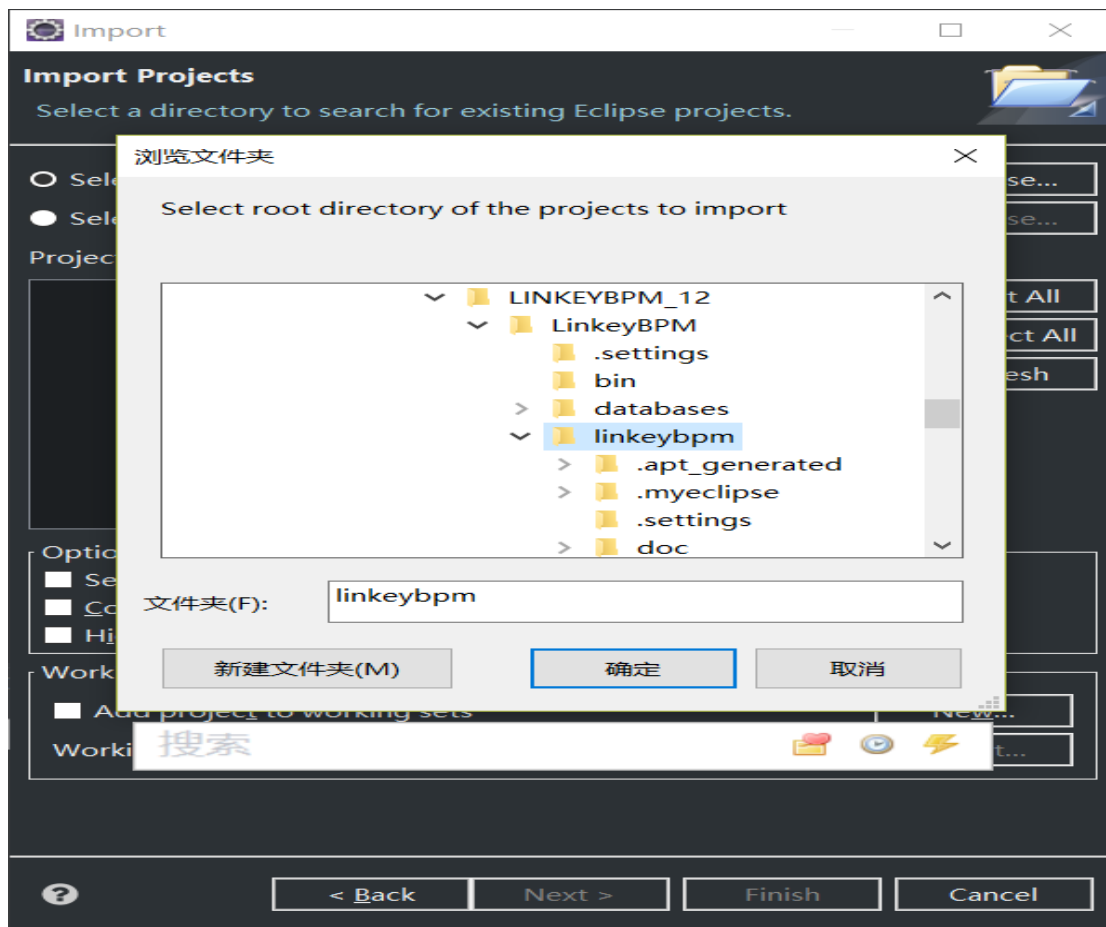 Import
Import Projects
Select a directory to search for existing Eclipse projects.
浏览文件夹
Select root directory of the projects to import
LINKEYBPM_12
LinkeyBPM
.settings
bin
databases
linkeybpm
.apt_generated
.myeclipse
.settings
doc
文件夹(F): linkeybpm
新建文件夹(M) 确定 取消
搜索
? < Back Next > Finish Cancel